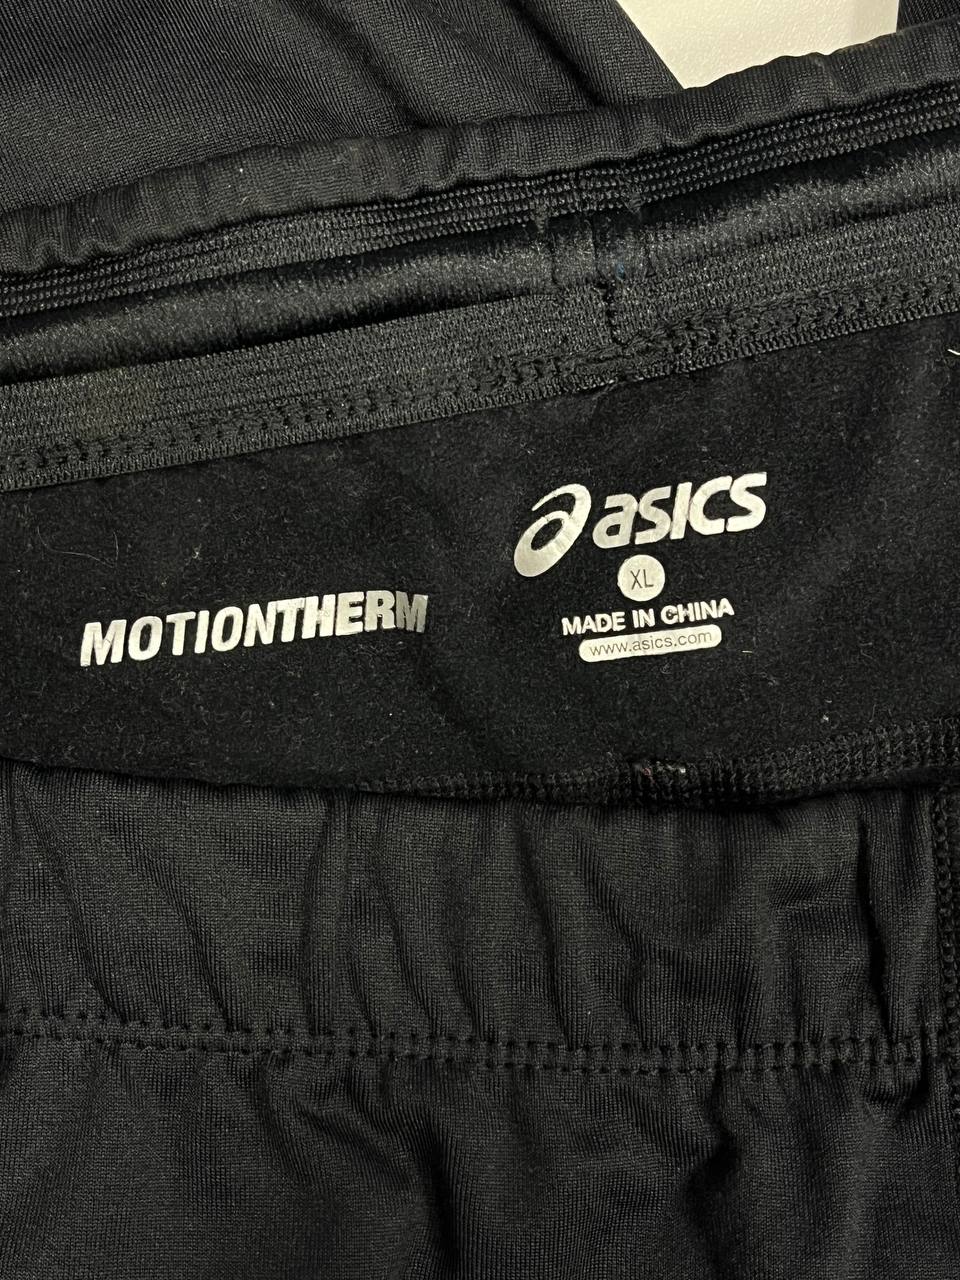 asics
XL
MOTIONTHERM
MADE IN CHINA
www.asics.com